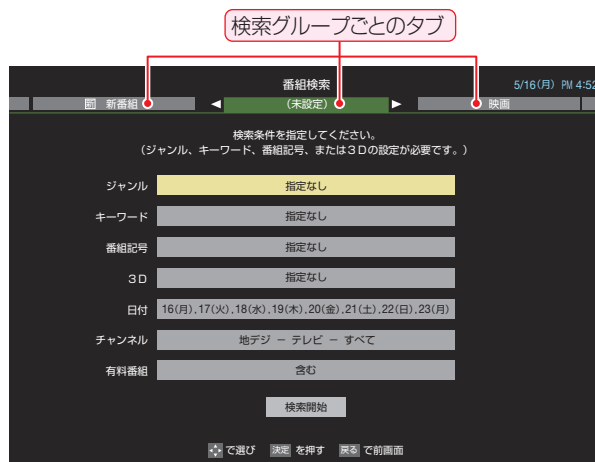 検索グループごとのタブ
番組検索 5/16(月) PM 4:52
新番組 ◀ (未設定) ▶ 映画
検索条件を指定してください。
(ジャンル、キーワード、番組記号、または3Dの設定が必要です。)
ジャンル 指定なし
キーワード 指定なし
番組記号 指定なし
3D 指定なし
日付 16(月),17(火),18(水),19(木),20(金),21(土),22(日),23(月)
チャンネル 地デジ － テレビ － すべて
有料番組 含む
検索開始
で選び 決定 を押す 戻る で前画面